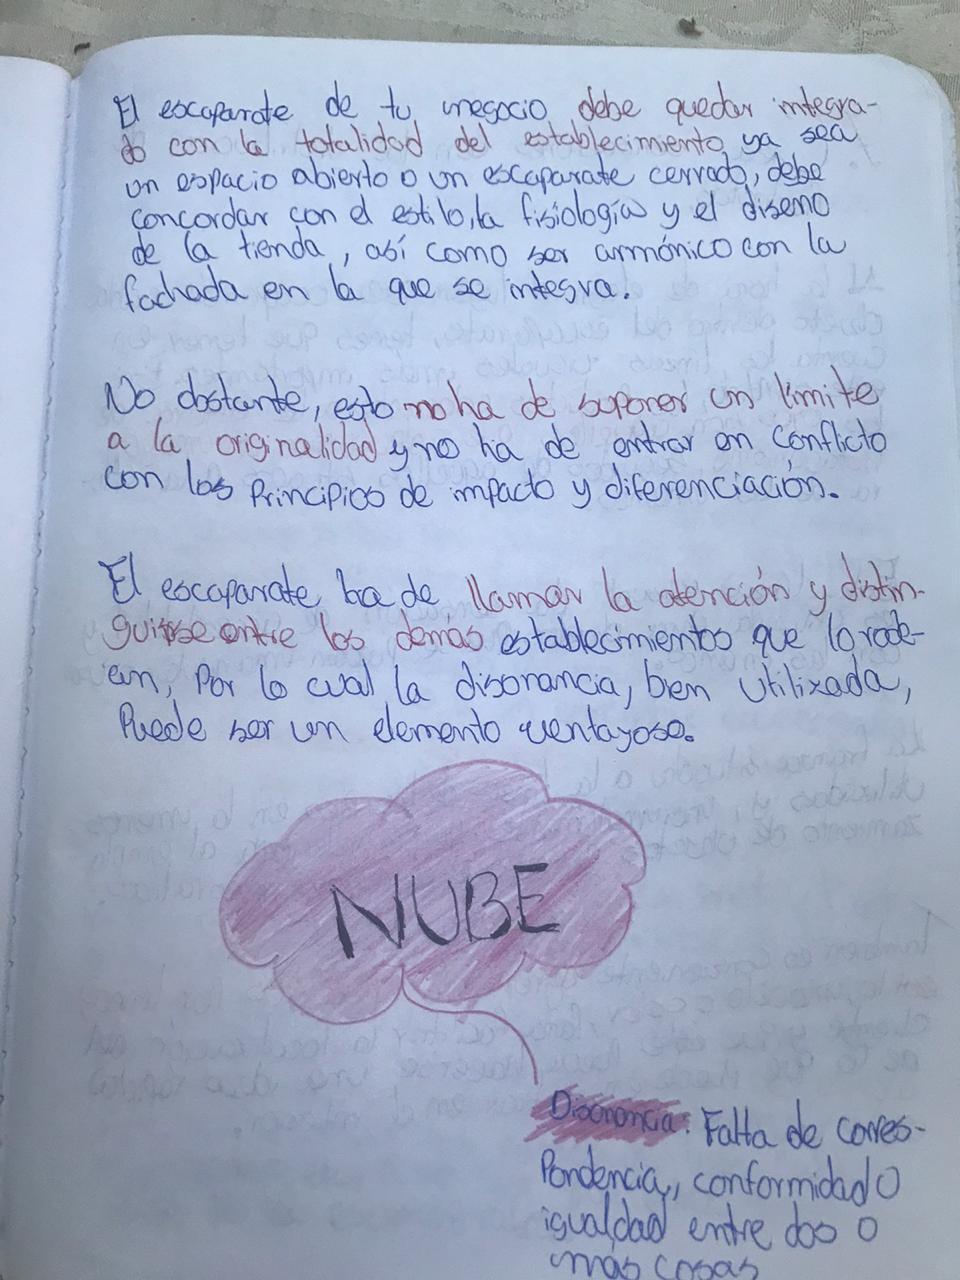 El escaparate de tu negocio debe quedar integra-
do con la totalidad del establecimiento ya sea
un espacio abierto o un escaparate cerrado, debe
concordar con el estilo, la fisiología y el diseno
de la tienda, así como ser armónico con la
fachada en la que se integra.
No obstante, esto no ha de suponer un límite
a la originalidad y no ha de entrar en conflicto
con los principios de impacto y diferenciación.
El escaparate ha de llamar la atención y distin-
guirse entre los demás establecimientos que lo rode-
an, Por lo cual la disonancia, bien utilizada,
Puede ser un elemento ventajoso.
NUBE
Disonancia: Falta de corres-
Pondencia, conformidad o
igualdad entre dos o
más cosas